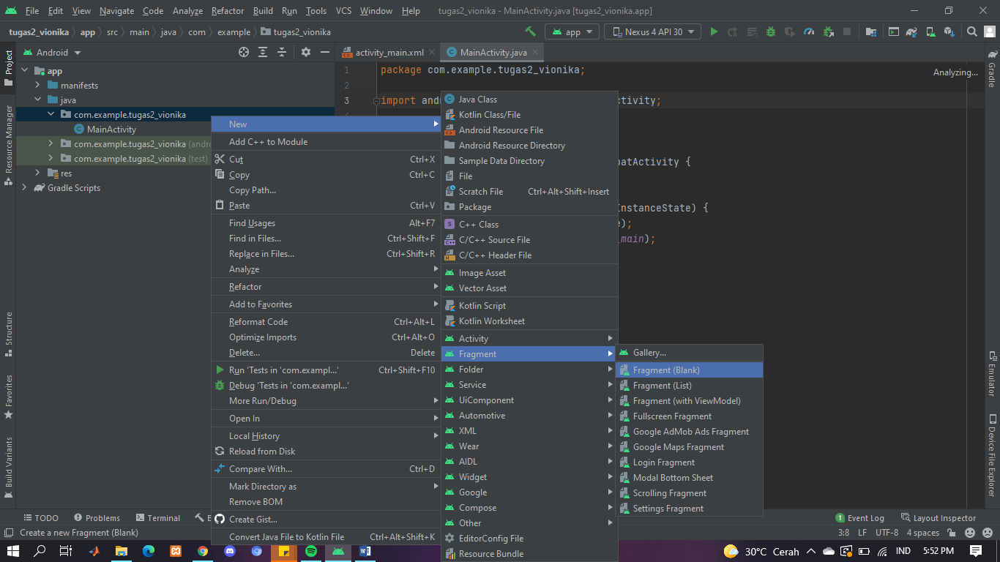 File Edit View Navigate Code Analyze Refactor Build Run Tools VCS Window Help tugas2_vionika - MainActivity.java [tugas2_vionika.app]
tugas2_vionika app src main java com example tugas2_vionika
app Nexus 4 API 30
Android
activity_main.xml MainActivity.java
Project
Resource Manager
Structure
Favorites
Build Variants
app
manifests
java
com.example.tugas2_vionika
MainActivity
com.example.tugas2_vionika (andro
com.example.tugas2_vionika (test)
res
Gradle Scripts
1 package com.example.tugas2_vionika;
2
3 import andr ctivity;
patActivity {
InstanceState) {
e);
_main);
Analyzing...
Gradle
Emulator
Device File Explorer
New
Add C++ to Module
Cut Ctrl+X
Copy Ctrl+C
Copy Path...
Paste Ctrl+V
Find Usages Alt+F7
Find in Files... Ctrl+Shift+F
Replace in Files... Ctrl+Shift+R
Analyze
Refactor
Add to Favorites
Reformat Code Ctrl+Alt+L
Optimize Imports Ctrl+Alt+O
Delete... Delete
Run 'Tests in 'com.exampl...' Ctrl+Shift+F10
Debug 'Tests in 'com.exampl...'
More Run/Debug
Open In
Local History
Reload from Disk
Compare With... Ctrl+D
Mark Directory as
Remove BOM
Create Gist...
Convert Java File to Kotlin File Ctrl+Alt+Shift+K
Java Class
Kotlin Class/File
Android Resource File
Android Resource Directory
Sample Data Directory
File
Scratch File Ctrl+Alt+Shift+Insert
Package
C++ Class
C/C++ Source File
C/C++ Header File
Image Asset
Vector Asset
Kotlin Script
Kotlin Worksheet
Activity
Fragment
Folder
Service
UiComponent
Automotive
XML
Wear
AIDL
Widget
Google
Compose
Other
EditorConfig File
Resource Bundle
Gallery...
Fragment (Blank)
Fragment (List)
Fragment (with ViewModel)
Fullscreen Fragment
Google AdMob Ads Fragment
Google Maps Fragment
Login Fragment
Modal Bottom Sheet
Scrolling Fragment
Settings Fragment
TODO Problems Terminal 1 Event Log Layout Inspector
Create a new Fragment (Blank) 3:8 LF UTF-8 4 spaces
30°C Cerah IND 5:52 PM